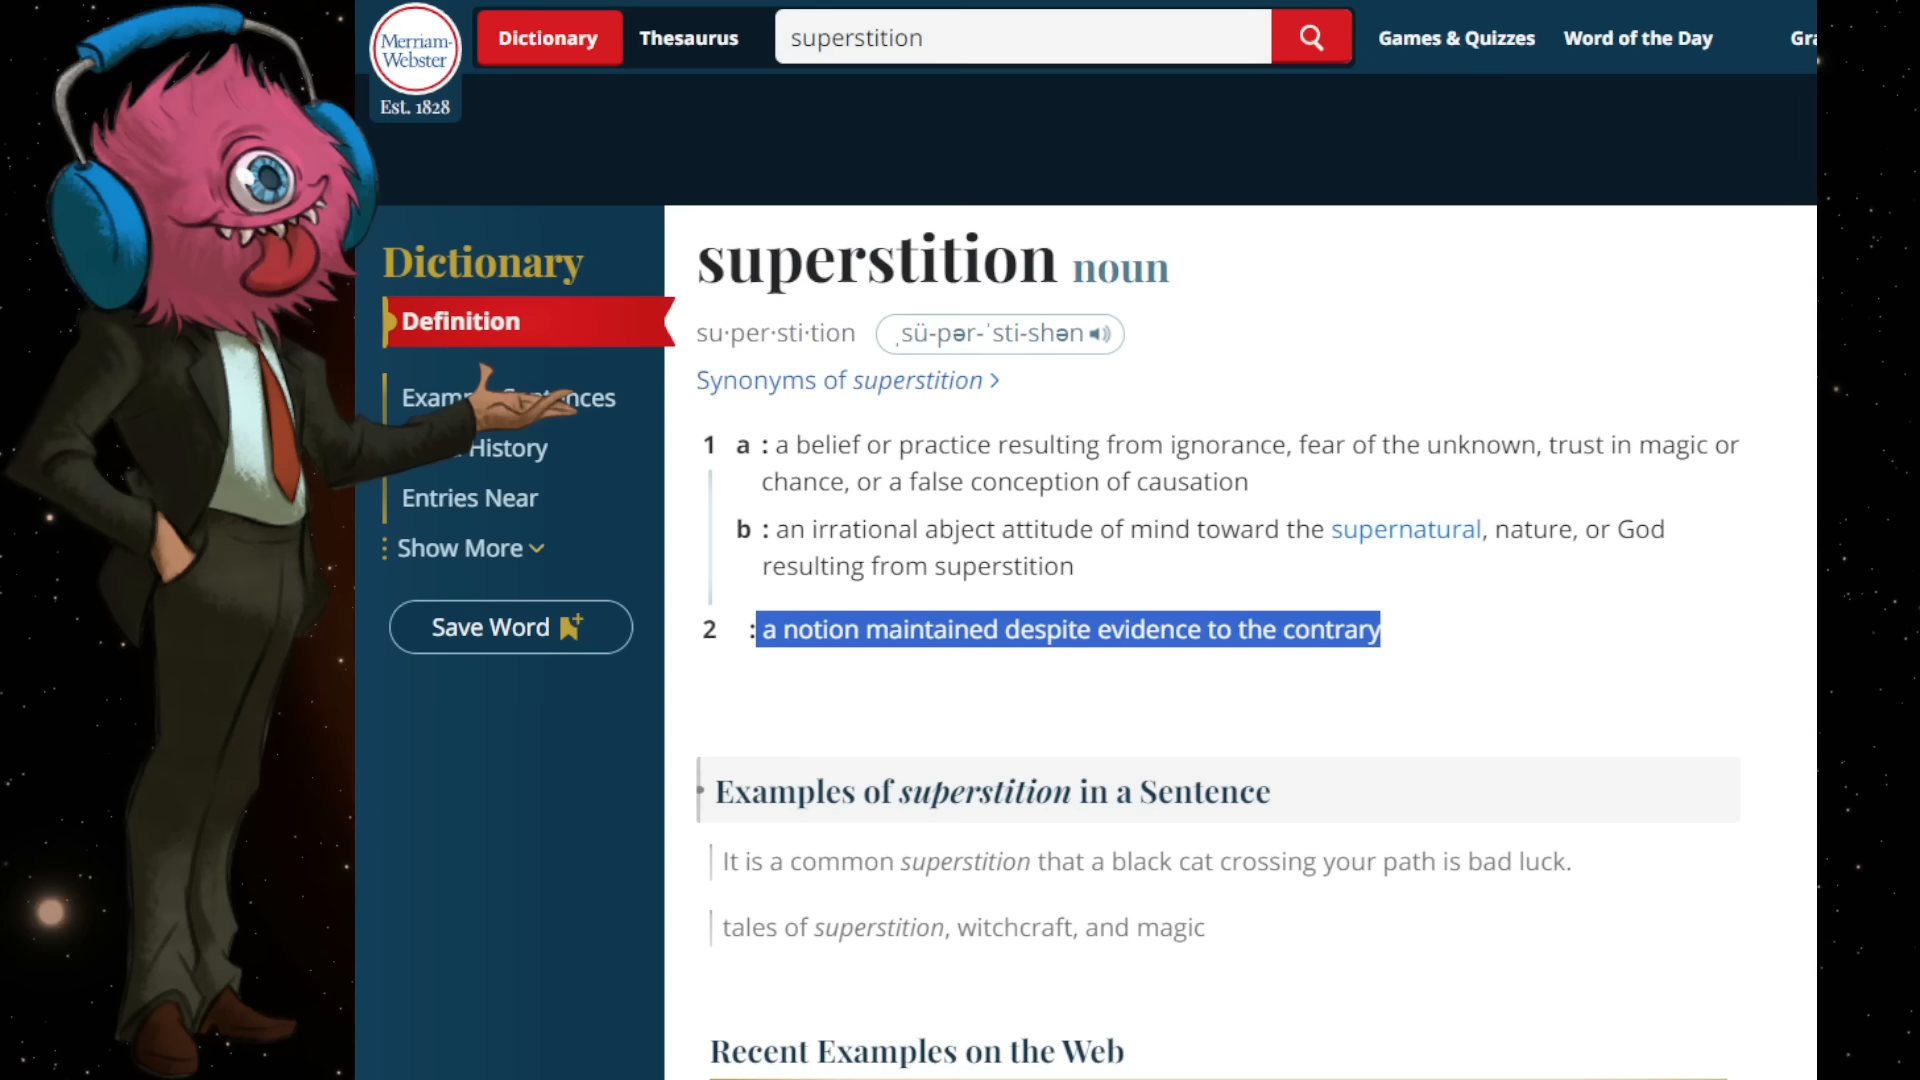 Merriam-
Webster
Est. 1828
Dictionary
Thesaurus
superstition
Games & Quizzes
Word of the Day
Gra
Dictionary
Definition
Exam nces
History
Entries Near
Show More
Save Word
superstition noun
su·per·sti·tion
ˌsü-pər-ˈsti-shən
Synonyms of superstition >
1 a : a belief or practice resulting from ignorance, fear of the unknown, trust in magic or
chance, or a false conception of causation
b : an irrational abject attitude of mind toward the supernatural, nature, or God
resulting from superstition
2 : a notion maintained despite evidence to the contrary
Examples of superstition in a Sentence
It is a common superstition that a black cat crossing your path is bad luck.
tales of superstition, witchcraft, and magic
Recent Examples on the Web